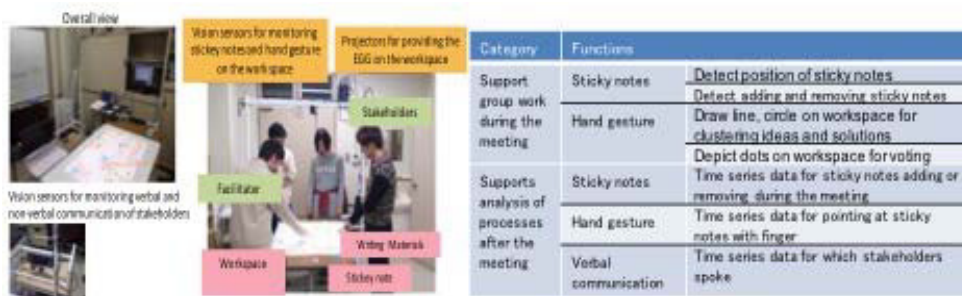 Overall view
Vision sensors for monitoring
stickey notes and hand gesture
on the workspace
Projectors for providing the
EGG on the workspace
Stakeholders
Facilitator
Vision sensors for monitoring verbal and
non-verbal communication of stakeholders
Workspace
Writing Materials
Stickey note
Category Functions
Support
group work
during the
meeting
Sticky notes
Detect position of sticky notes
Detect adding and removing sticky notes
Hand gesture
Draw line, circle on workspace for
clustering ideas and solutions
Depict dots on workspace for voting
Supports
analysis of
processes
after the
meeting
Sticky notes
Time series data for sticky notes adding or
removing during the meeting
Hand gesture
Time series data for pointing at sticky
notes with finger
Verbal
communication
Time series data for which stakeholders
spoke